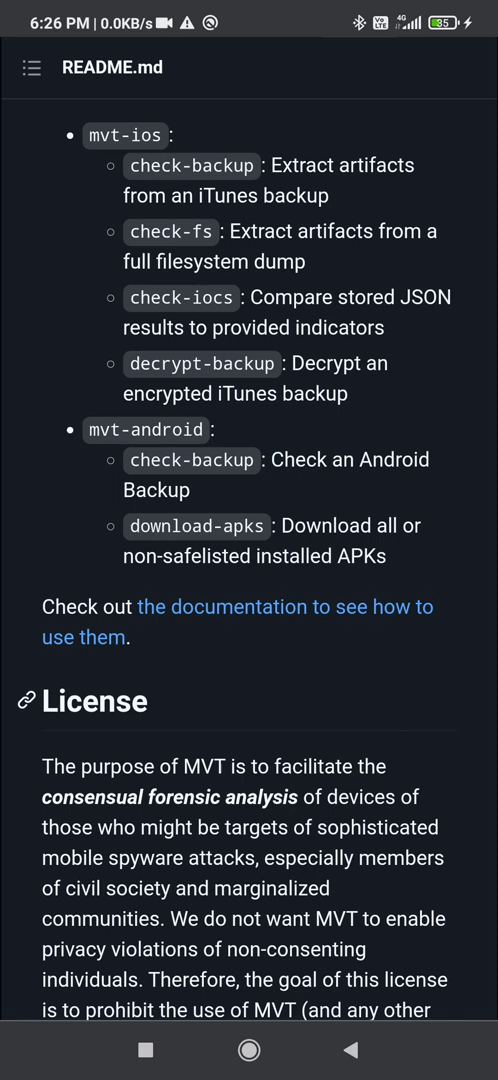 6:26 PM | 0.0KB/s
4G
Vo LTE
35
README.md
mvt-ios:
check-backup: Extract artifacts
from an iTunes backup
check-fs: Extract artifacts from a
full filesystem dump
check-iocs: Compare stored JSON
results to provided indicators
decrypt-backup: Decrypt an
encrypted iTunes backup
mvt-android:
check-backup: Check an Android
Backup
download-apks: Download all or
non-safelisted installed APKs
Check out the documentation to see how to
use them.
License
The purpose of MVT is to facilitate the
consensual forensic analysis of devices of
those who might be targets of sophisticated
mobile spyware attacks, especially members
of civil society and marginalized
communities. We do not want MVT to enable
privacy violations of non-consenting
individuals. Therefore, the goal of this license
is to prohibit the use of MVT (and any other